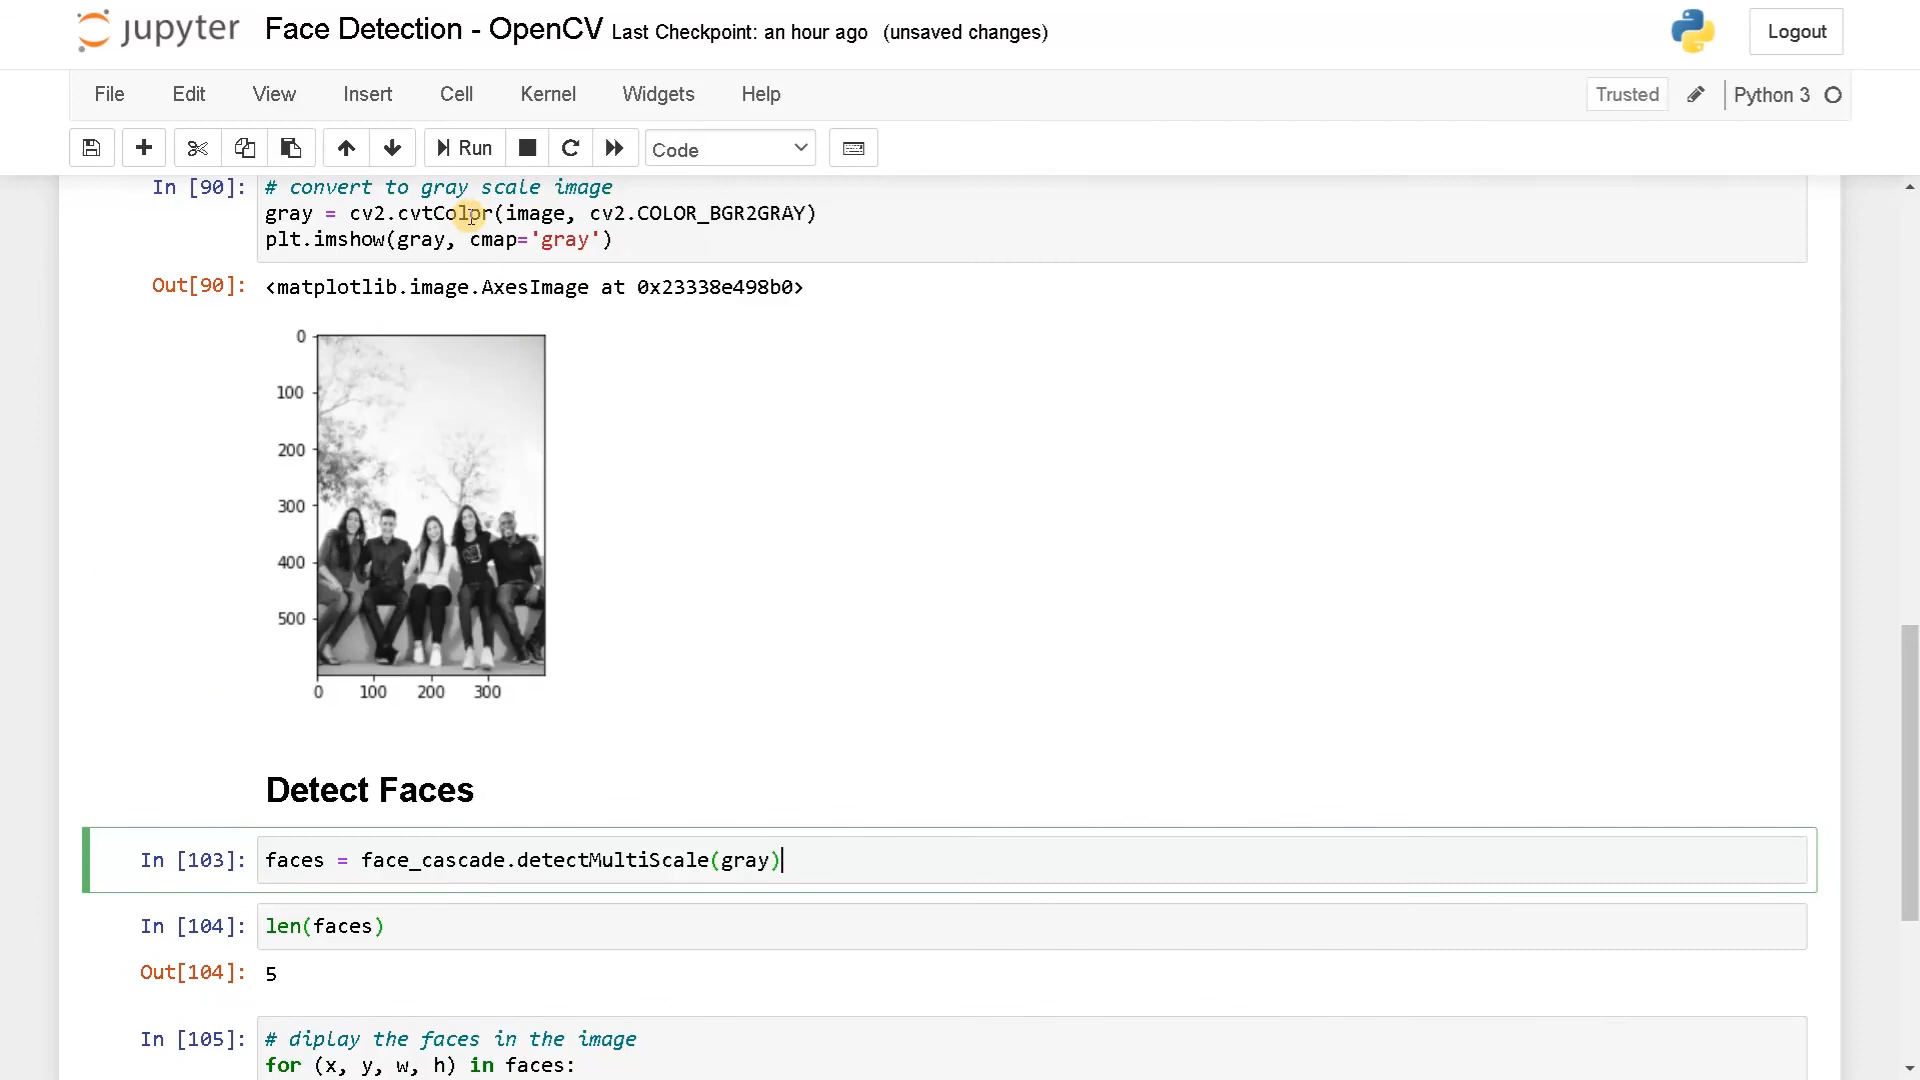 jupyter Face Detection - OpenCV Last Checkpoint: an hour ago (unsaved changes) Logout
File Edit View Insert Cell Kernel Widgets Help Trusted Python 3
Run Code
In [90]: # convert to gray scale image
gray = cv2.cvtColor(image, cv2.COLOR_BGR2GRAY)
plt.imshow(gray, cmap='gray')
Out[90]: <matplotlib.image.AxesImage at 0x23338e498b0>
0
100
200
300
400
500
0 100 200 300
Detect Faces
In [103]: faces = face_cascade.detectMultiScale(gray)
In [104]: len(faces)
Out[104]: 5
In [105]: # diplay the faces in the image
for (x, y, w, h) in faces: